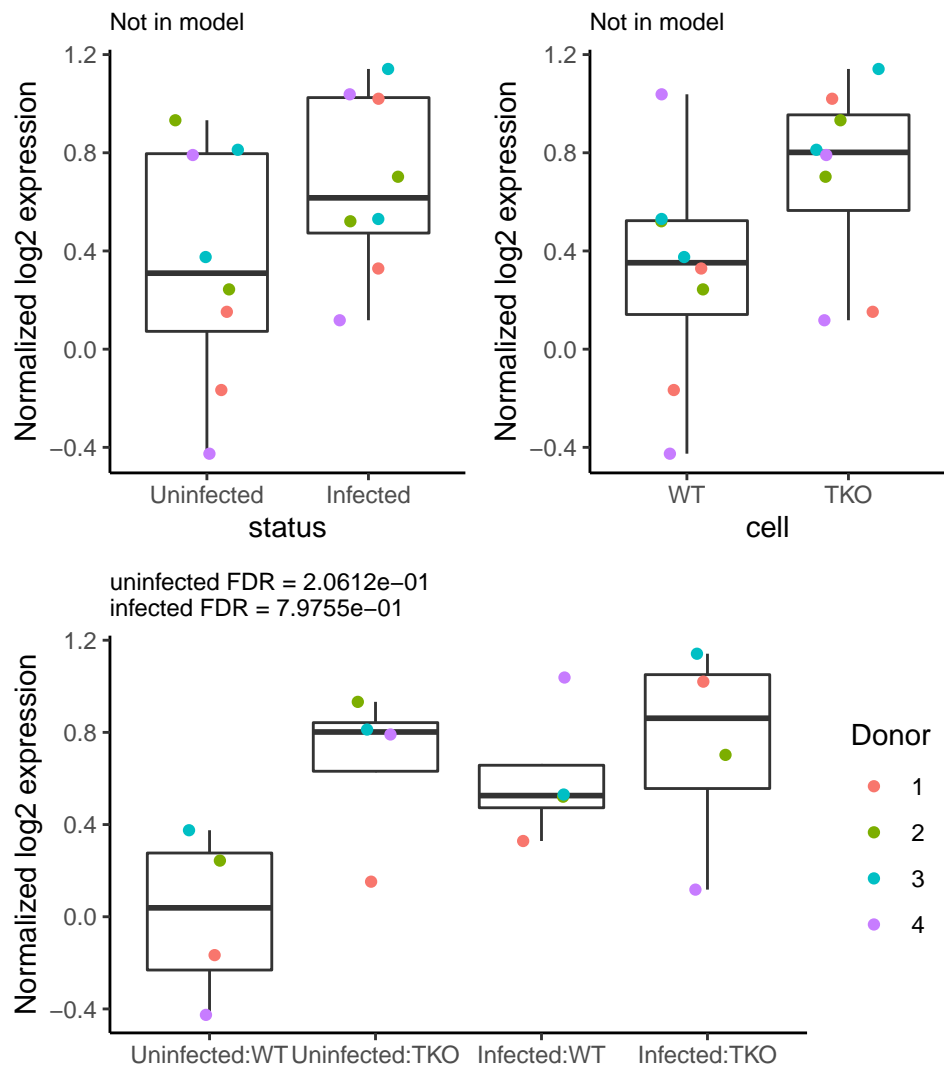 Not in model
Normalized log2 expression
1.2
0.8
0.4
0.0
−0.4
Uninfected Infected
status
Not in model
Normalized log2 expression
1.2
0.8
0.4
0.0
−0.4
WT TKO
cell
uninfected FDR = 2.0612e−01
infected FDR = 7.9755e−01
Normalized log2 expression
1.2
0.8
0.4
0.0
−0.4
Uninfected:WT Uninfected:TKO Infected:WT Infected:TKO
Donor
1
2
3
4